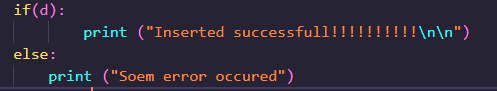 if(d):
print ("Inserted successfull!!!!!!!!!!\n\n")
else:
print ("Soem error occured")